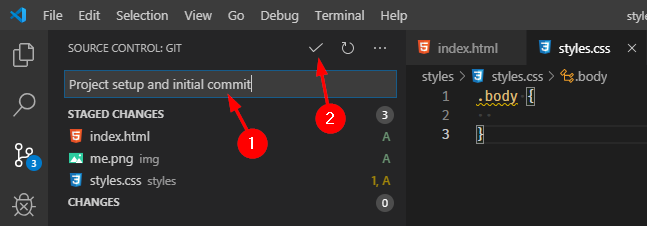 File Edit Selection View Go Debug Terminal Help style
SOURCE CONTROL: GIT
index.html styles.css
Project setup and initial commit
styles > styles.css > .body
STAGED CHANGES 3
index.html A
me.png img A
styles.css styles 1, A
CHANGES 0
1 .body {
2
3 }
3
1
2